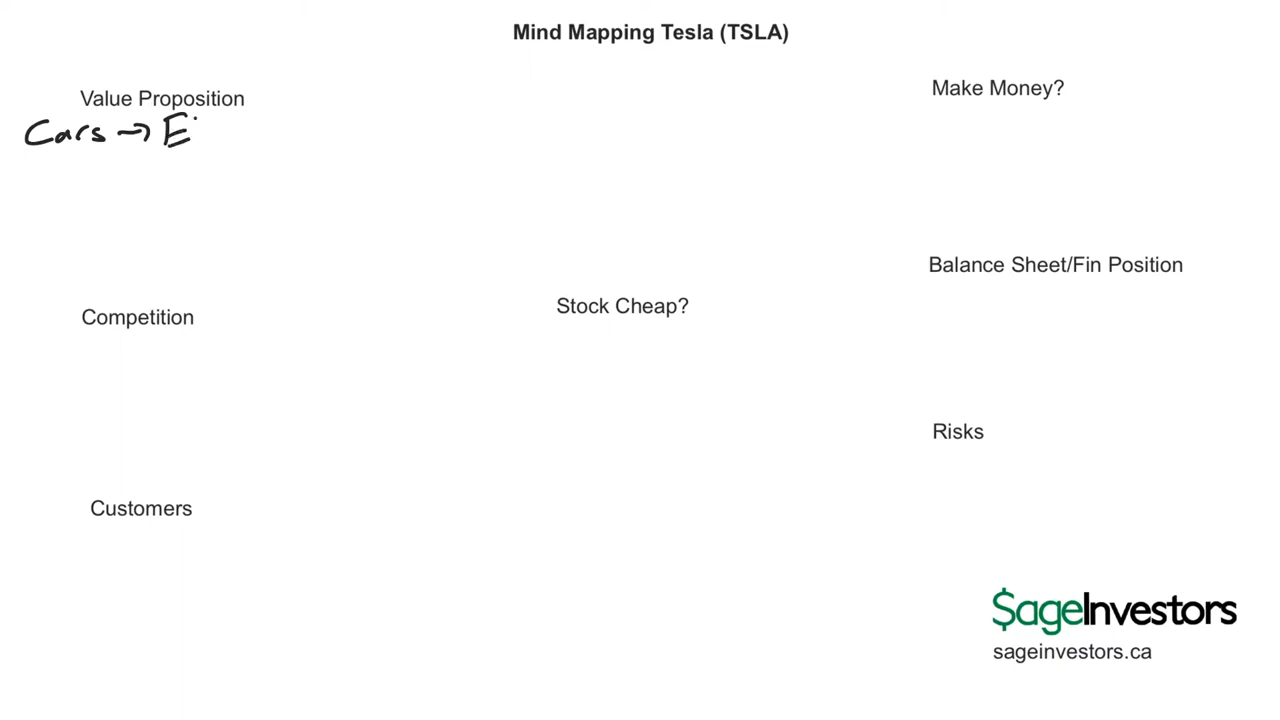 Mind Mapping Tesla (TSLA)
Value Proposition
Cars → E
Competition
Customers
Stock Cheap?
Make Money?
Balance Sheet/Fin Position
Risks
$ageInvestors
sageinvestors.ca